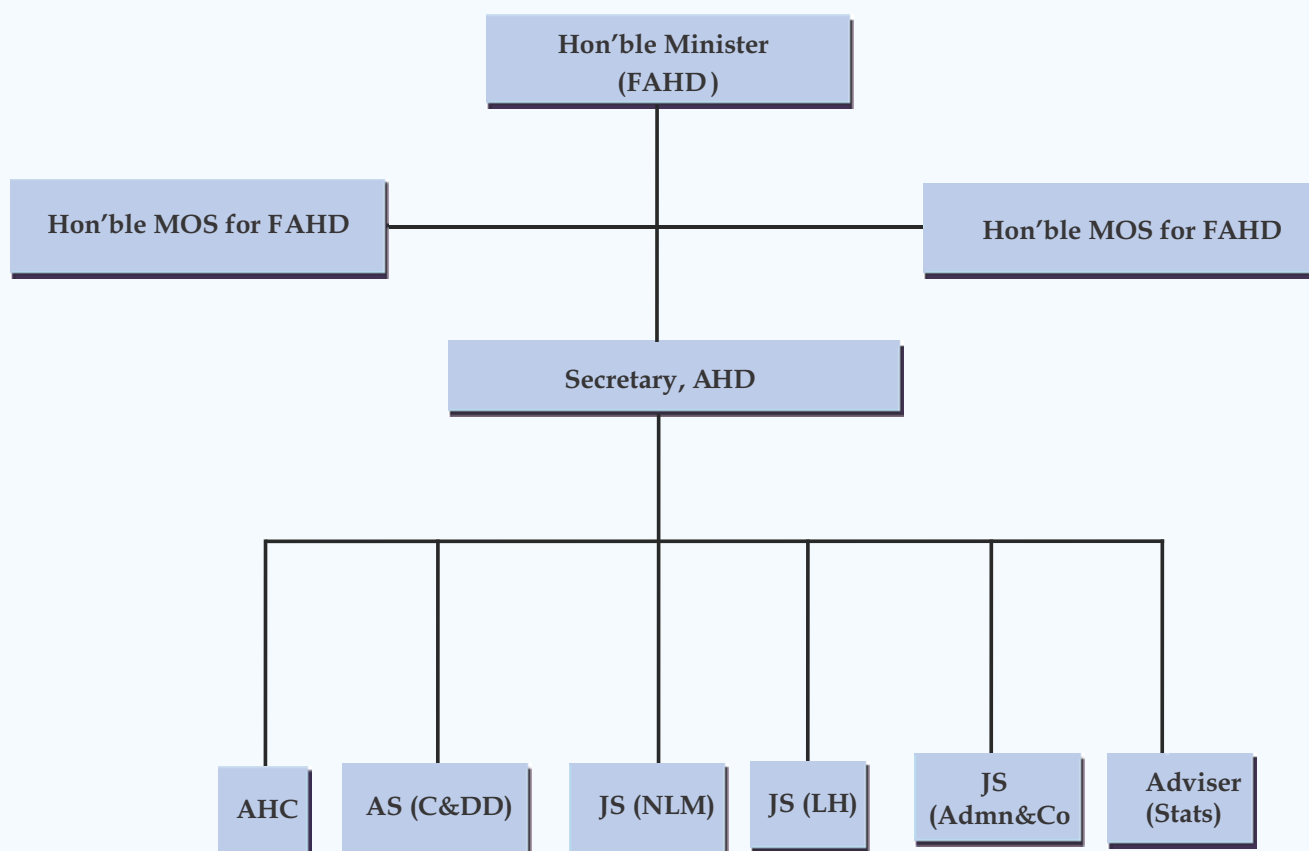 Hon’ble Minister
(FAHD)
Hon’ble MOS for FAHD
Hon’ble MOS for FAHD
Secretary, AHD
AHC
AS (C&DD)
JS (NLM)
JS (LH)
JS
(Admn&Co
Adviser
(Stats)